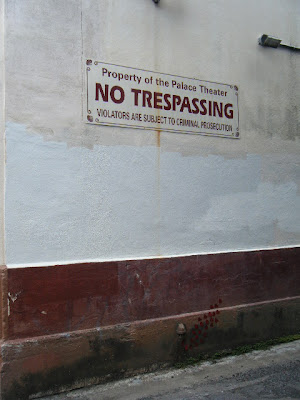 Property of the Palace Theater
NO TRESPASSING
VIOLATORS ARE SUBJECT TO CRIMINAL PROSECUTION